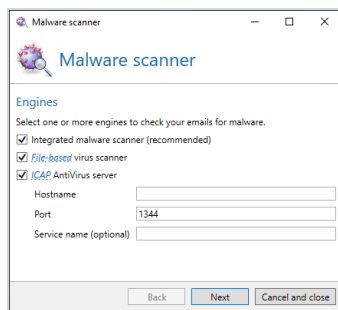 Malware scanner
Malware scanner
Engines
Select one or more engines to check your emails for malware.
Integrated malware scanner (recommended)
File-based virus scanner
ICAP AntiVirus server
Hostname
Port 1344
Service name (optional)
Back Next Cancel and close